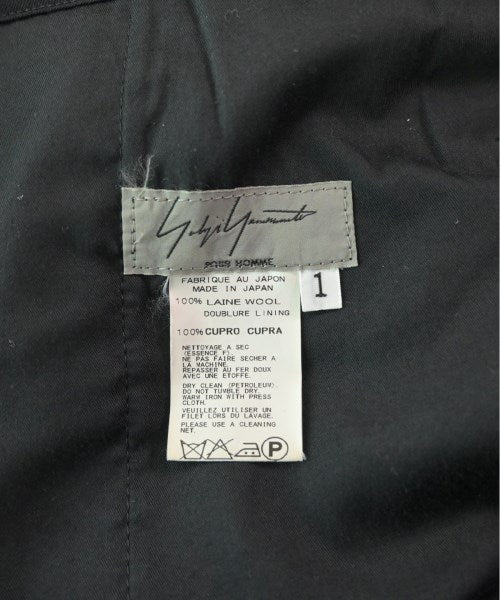 Yohji Yamamoto
POUR HOMME
FABRIQUE AU JAPON
MADE IN JAPAN
1
100% LAINE WOOL
DOUBLURE LINING
100% CUPRO CUPRA
NETTOYAGE A SEC
(ESSENCE F).
NE PAS FAIRE SECHER A
LA MACHINE.
REPASSER AU FER DOUX
AVEC UNE ETOFFE.
DRY CLEAN (PETROLEUM).
DO NOT TUMBLE DRY.
WARM IRON WITH PRESS
CLOTH.
VEUILLEZ UTILISER UN
FILET LORS DU LAVAGE.
PLEASE USE A CLEANING
NET.
P